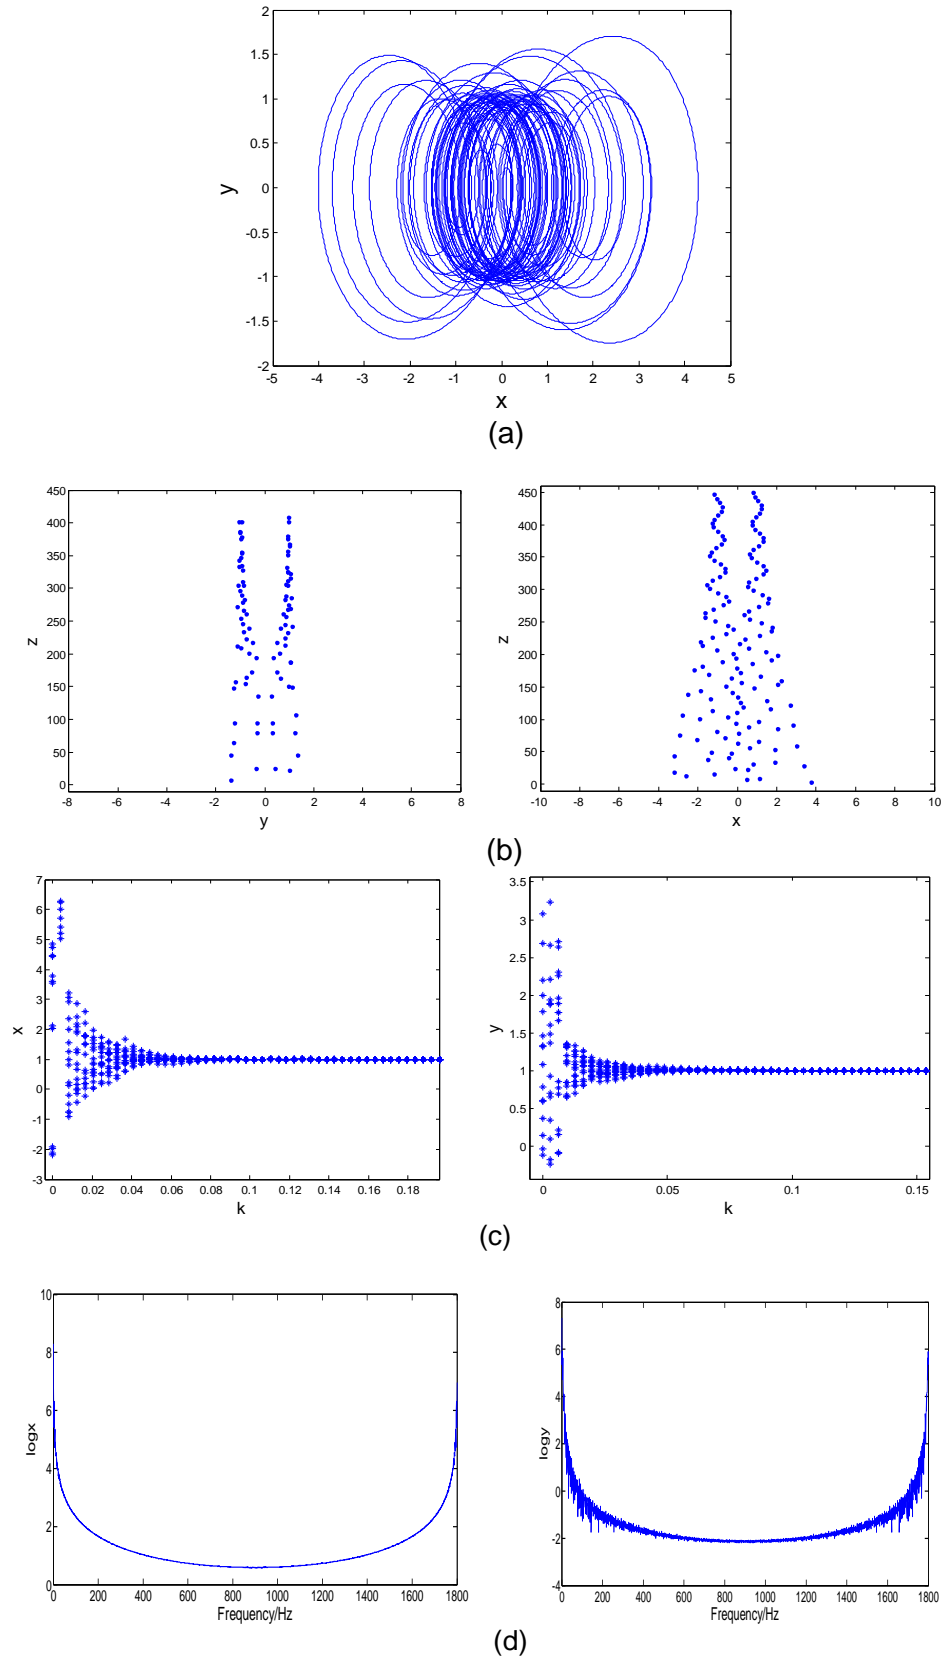 2
1.5
1
0.5
0
-0.5
-1
-1.5
-2
y
-5 -4 -3 -2 -1 0 1 2 3 4 5
x
(a)
450
400
350
300
250
200
150
100
50
0
z
-8 -6 -4 -2 0 2 4 6 8
y
450
400
350
300
250
200
150
100
50
0
z
-10 -8 -6 -4 -2 0 2 4 6 8 10
x
(b)
7
6
5
4
3
2
1
0
-1
-2
-3
x
0 0.02 0.04 0.06 0.08 0.1 0.12 0.14 0.16 0.18
k
3.5
3
2.5
2
1.5
1
0.5
0
y
0 0.05 0.1 0.15
k
(c)
10
8
6
4
2
0
logx
0 200 400 600 800 1000 1200 1400 1600 1800
Frequency/Hz
8
6
4
2
0
-2
-4
logy
0 200 400 600 800 1000 1200 1400 1600 1800
Frequency/Hz
(d)